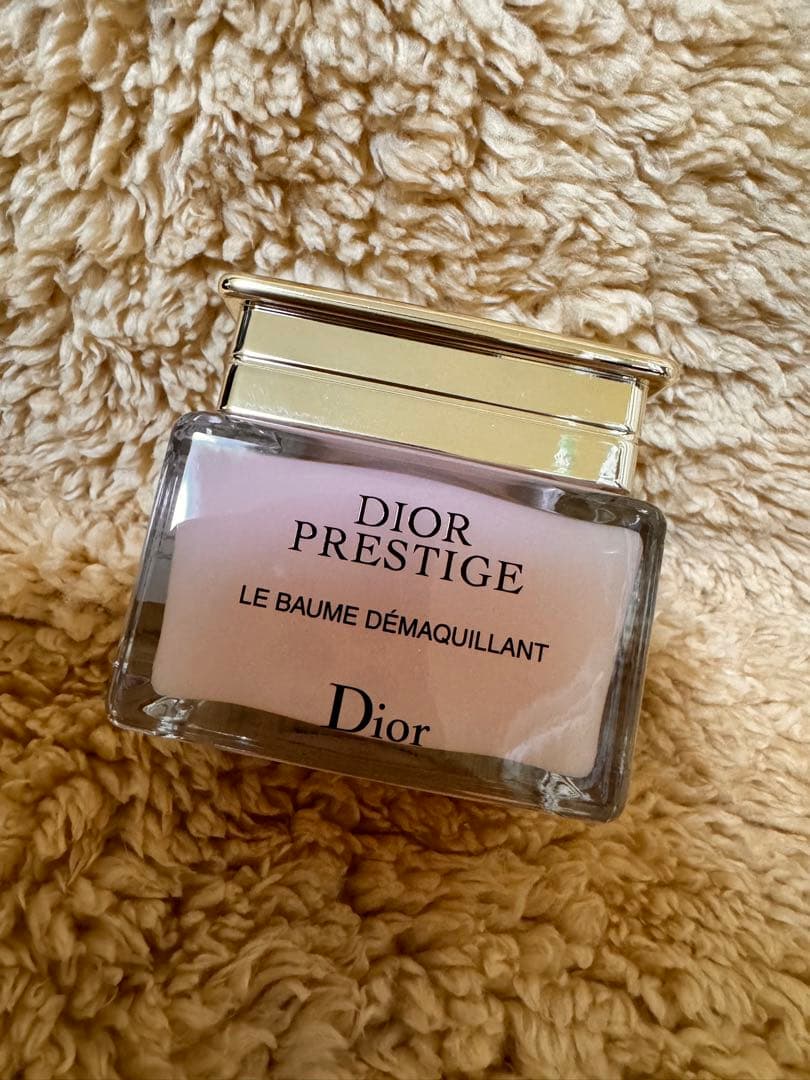 DIOR
PRESTIGE
LE BAUME DÉMAQUILLANT
Dior